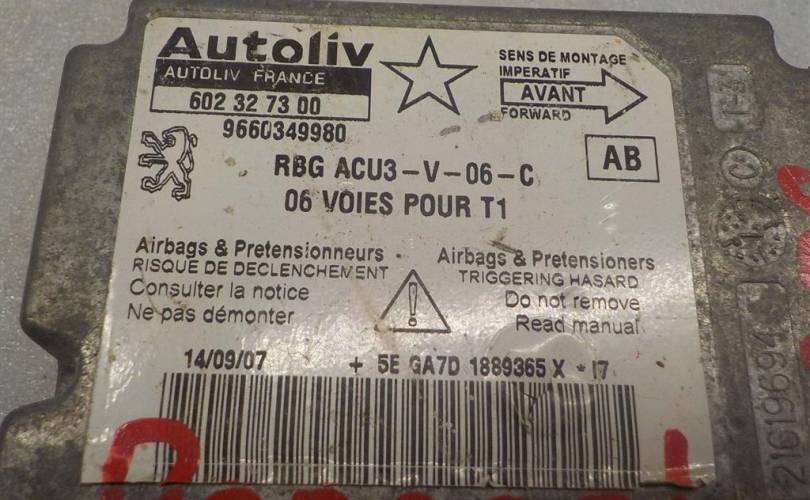 Autoliv
AUTOLIV FRANCE
602 32 73 00
9660349980
SENS DE MONTAGE
IMPERATIF
AVANT
FORWARD
RBG ACU3-V-06-C
06 VOIES POUR T1
AB
Airbags & Pretensionneurs
RISQUE DE DECLENCHEMENT
Consulter la notice
Ne pas démonter
Airbags & Pretensioners
TRIGGERING HASARD
Do not remove
Read manual
14/09/07 + 5E GA7D 1889365 X * I7
21619694